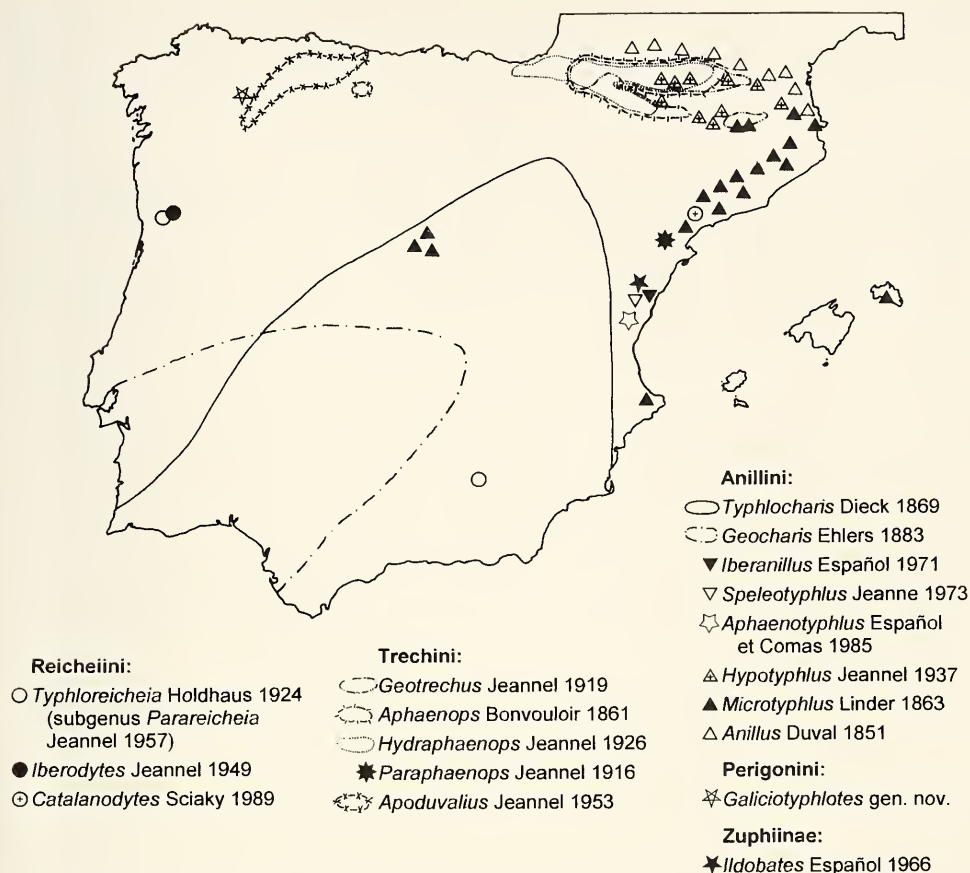 Reicheiini:
Typhloreicheia Holdhaus 1924
(subgenus Parareicheia
Jeannel 1957)
Iberodytes Jeannel 1949
Catalanodytes Sciaky 1989
Trechini:
Geotrechus Jeannel 1919
Aphaenops Bonvouloir 1861
Hydraphaenops Jeannel 1926
Paraphaenops Jeannel 1916
Apoduvalius Jeannel 1953
Anillini:
Typhlocharis Dieck 1869
Geocharis Ehlers 1883
Iberanillus Español 1971
Speleotyphlus Jeanne 1973
Aphaenotyphlus Español
et Comas 1985
Hypotyphlus Jeannel 1937
Microtyphlus Linder 1863
Anillus Duval 1851
Perigonini:
Galiciotyphlotes gen. nov.
Zuphiinae:
Ildobates Español 1966